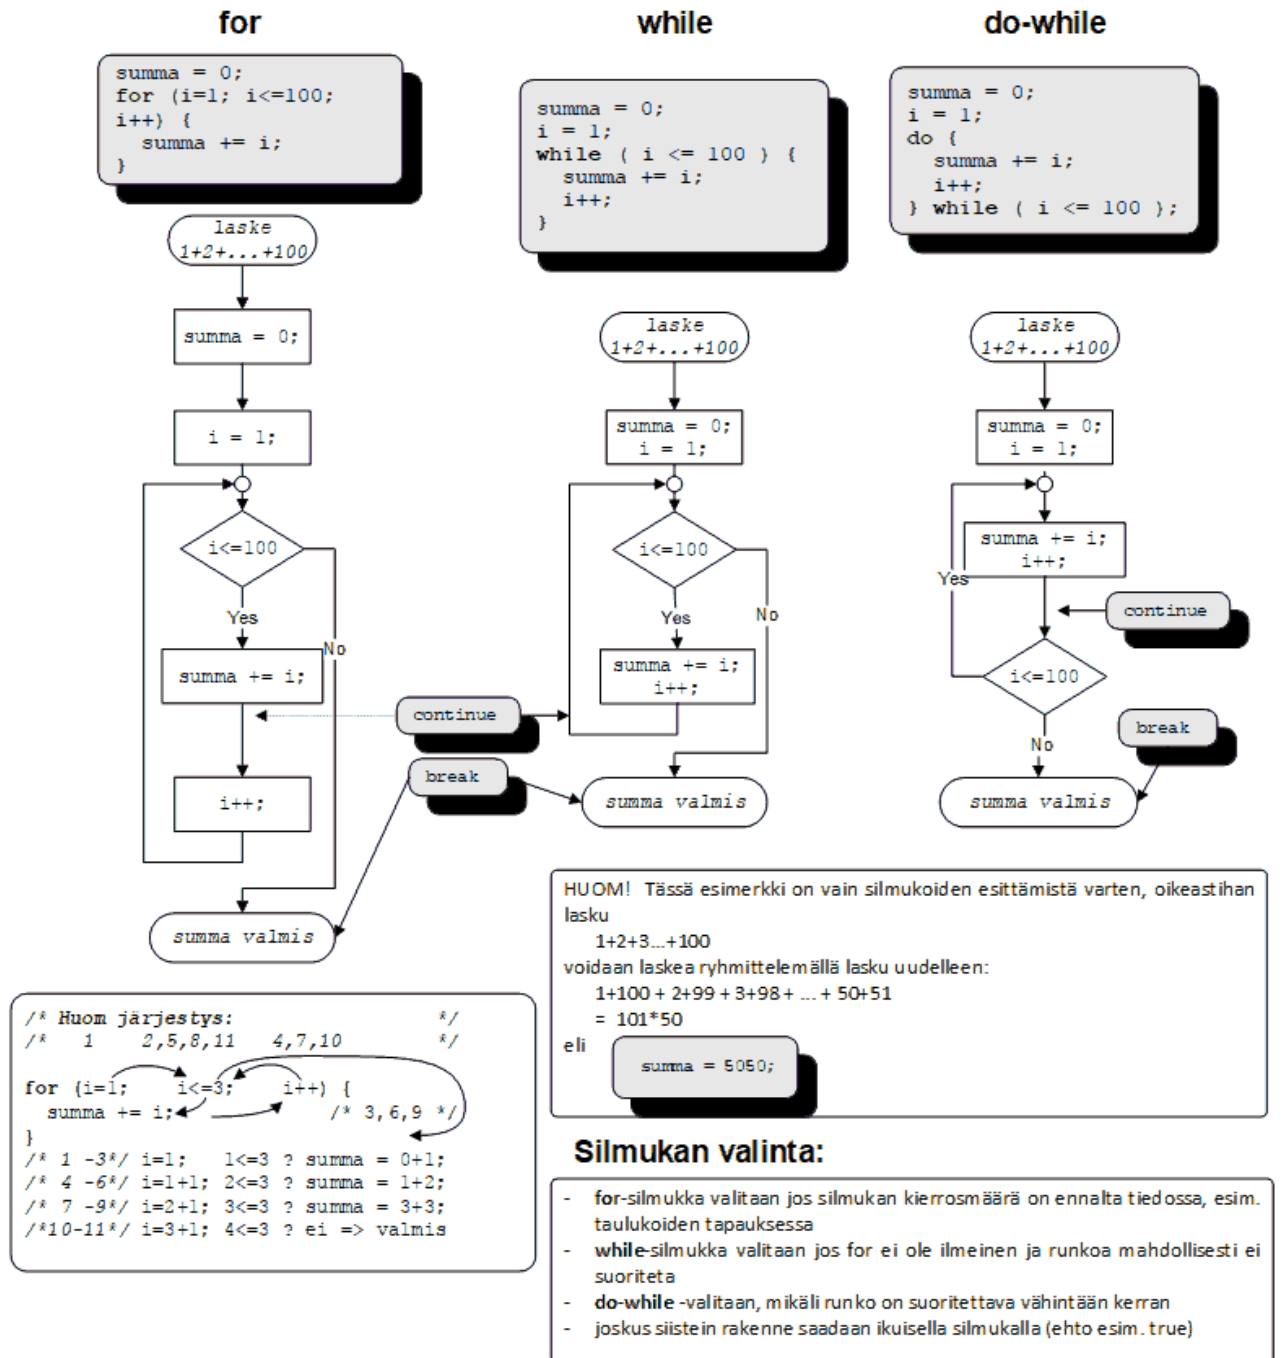 for
summa = 0;
for (i=1; i<=100;
i++) {
  summa += i;
}
laske
1+2+...+100
summa = 0;
i = 1;
i<=100
Yes
No
summa += i;
i++;
summa valmis
while
summa = 0;
i = 1;
while ( i <= 100 ) {
  summa += i;
  i++;
}
laske
1+2+...+100
summa = 0;
i = 1;
i<=100
Yes
No
summa += i;
i++;
continue
break
summa valmis
do-while
summa = 0;
i = 1;
do {
  summa += i;
  i++;
} while ( i <= 100 );
laske
1+2+...+100
summa = 0;
i = 1;
summa += i;
i++;
Yes
continue
i<=100
No
break
summa valmis
/* Huom järjestys: */
/* 1 2,5,8,11 4,7,10 */
for (i=1; i<=3; i++) {
  summa += i; /* 3,6,9 */
}
/* 1 -3*/ i=1; 1<=3 ? summa = 0+1;
/* 4 -6*/ i=1+1; 2<=3 ? summa = 1+2;
/* 7 -9*/ i=2+1; 3<=3 ? summa = 3+3;
/*10-11*/ i=3+1; 4<=3 ? ei => valmis
HUOM! Tässä esimerkki on vain silmukoiden esittämistä varten, oikeastihan
lasku
1+2+3...+100
voidaan laskea ryhmittelemällä lasku uudelleen:
1+100 + 2+99 + 3+98 + ... + 50+51
= 101*50
eli
summa = 5050;
Silmukan valinta:
- for-silmukka valitaan jos silmukan kierrosmäärä on ennalta tiedossa, esim.
taulukoiden tapauksessa
- while-silmukka valitaan jos for ei ole ilmeinen ja runkoa mahdollisesti ei
suoriteta
- do-while -valitaan, mikäli runko on suoritettava vähintään kerran
- joskus siistein rakenne saadaan ikuisella silmukalla (ehto esim. true)